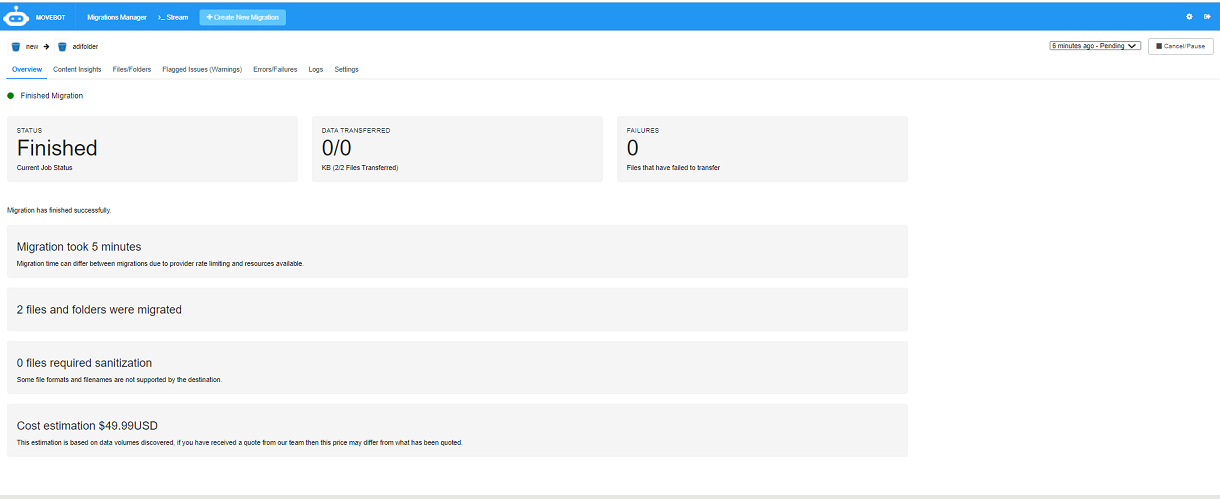 MOVEBOT Migrations Manager >_ Stream + Create New Migration
new → adifolder 6 minutes ago - Pending Cancel/Pause
Overview Content Insights Files/Folders Flagged Issues (Warnings) Errors/Failures Logs Settings
Finished Migration
STATUS DATA TRANSFERRED FAILURES
Finished 0/0 0
Current Job Status KB (2/2 Files Transferred) Files that have failed to transfer
Migration has finished successfully.
Migration took 5 minutes
Migration time can differ between migrations due to provider rate limiting and resources available.
2 files and folders were migrated
0 files required sanitization
Some file formats and filenames are not supported by the destination.
Cost estimation $49.99USD
This estimation is based on data volumes discovered, if you have received a quote from our team then this price may differ from what has been quoted.